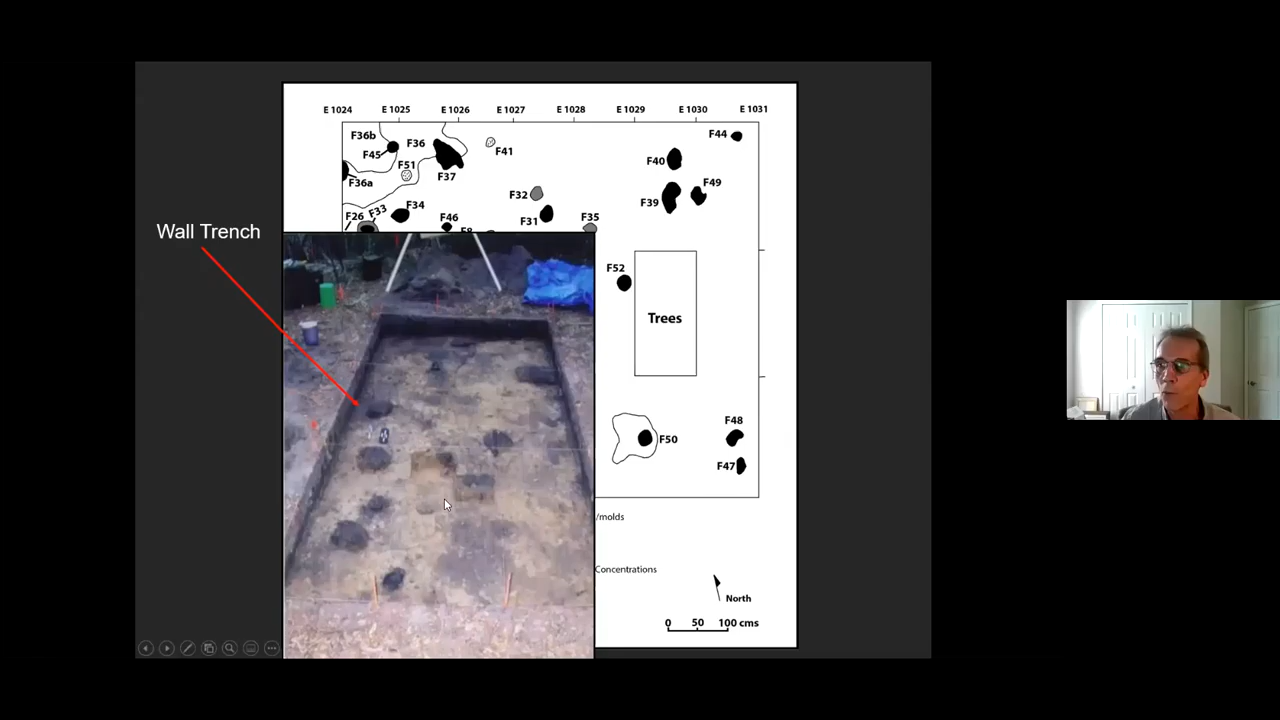 E 1024 E 1025 E 1026 E 1027 E 1028 E 1029 E 1030 E 1031
F36b
F36
F45
F41
F44
F51
F40
F37
F36a
F49
F32
F39
F34
F33
F26
F46
F31
F35
F8
Wall Trench
F52
Trees
F48
F50
F47
/molds
Concentrations
North
0 50 100 cms